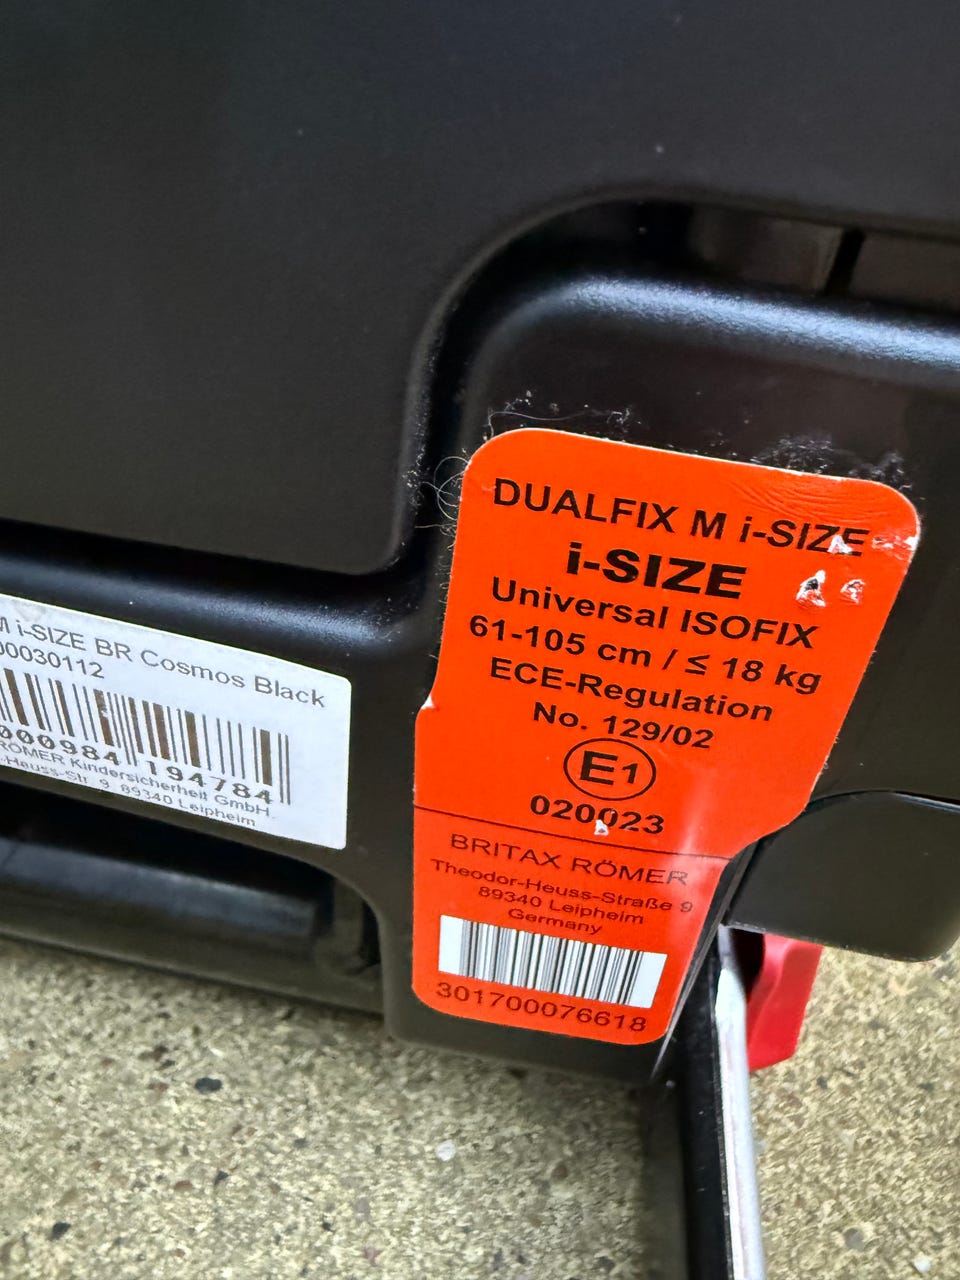 M i-SIZE BR Cosmos Black
00030112
000984 194784
RÖMER Kindersicherheit GmbH
-Heuss-Str. 9, 89340 Leipheim
DUALFIX M i-SIZE
i-SIZE
Universal ISOFIX
61-105 cm / ≤ 18 kg
ECE-Regulation
No. 129/02
E1
020023
BRITAX RÖMER
Theodor-Heuss-Straße 9
89340 Leipheim
Germany
301700076618